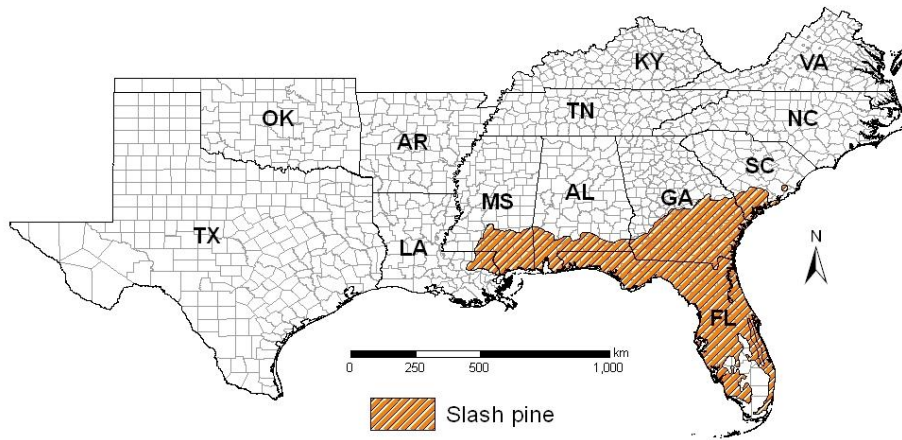 KY
VA
OK
TN
NC
AR
SC
MS
AL
GA
TX
LA
N
FL
km
0 250 500 1,000
Slash pine